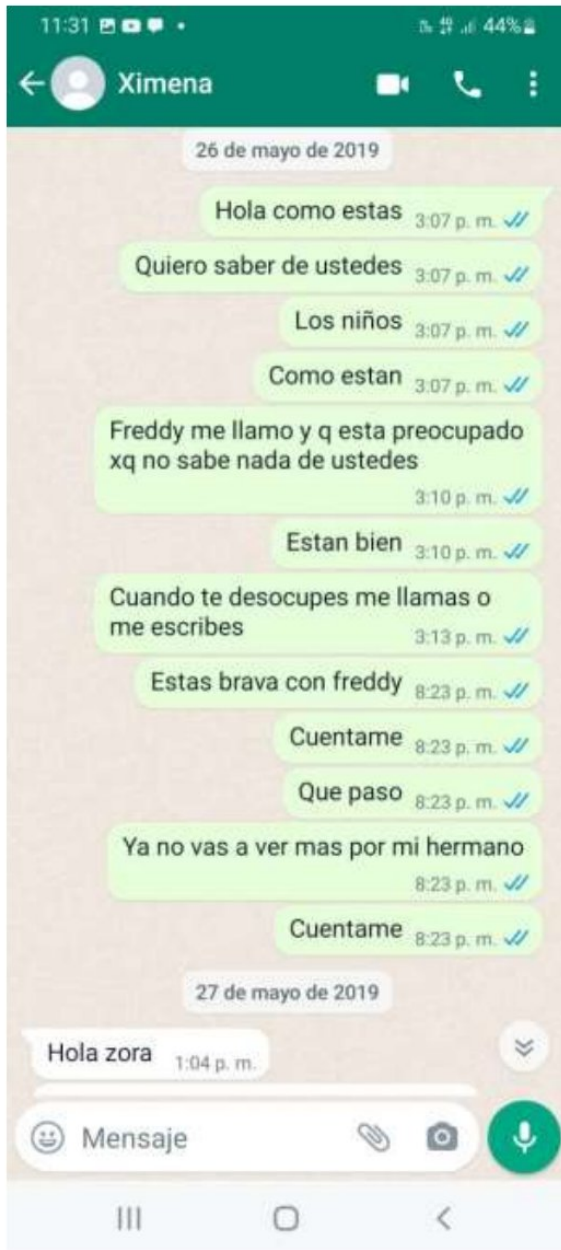 11:31 44%
Ximena
26 de mayo de 2019
Hola como estas 3:07 p. m.
Quiero saber de ustedes 3:07 p. m.
Los niños 3:07 p. m.
Como estan 3:07 p. m.
Freddy me llamo y q esta preocupado
xq no sabe nada de ustedes
3:10 p. m.
Estan bien 3:10 p. m.
Cuando te desocupes me llamas o
me escribes 3:13 p. m.
Estas brava con freddy 8:23 p. m.
Cuentame 8:23 p. m.
Que paso 8:23 p. m.
Ya no vas a ver mas por mi hermano
8:23 p. m.
Cuentame 8:23 p. m.
27 de mayo de 2019
Hola zora 1:04 p. m.
Mensaje